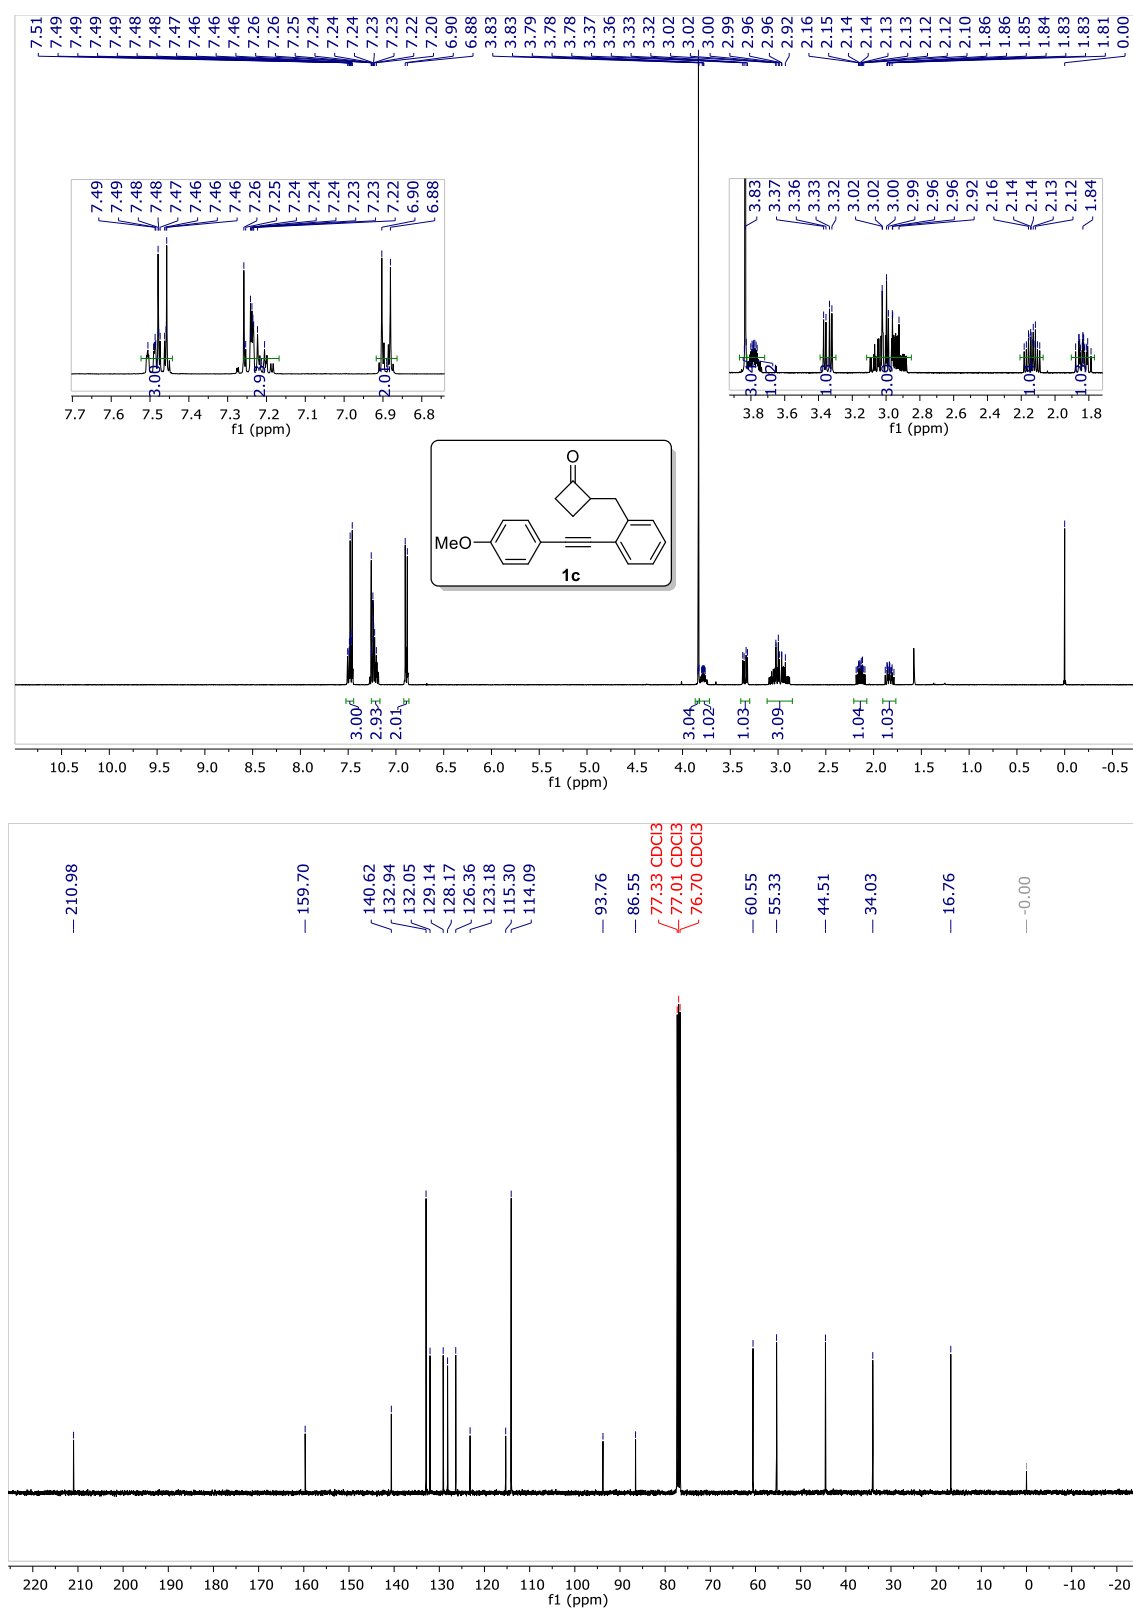 7.51 7.49 7.49 7.49 7.49 7.48 7.48 7.47 7.46 7.46 7.46 7.26 7.26 7.25 7.24 7.24 7.24 7.23 7.23 7.22 7.20 6.90 6.88 3.83 3.83 3.79 3.78 3.78 3.37 3.36 3.33 3.32 3.02 3.02 3.00 2.99 2.96 2.96 2.92 2.16 2.15 2.14 2.14 2.13 2.13 2.12 2.12 2.10 1.86 1.86 1.85 1.84 1.83 1.83 1.81 0.00
7.49 7.49 7.48 7.48 7.47 7.46 7.46 7.46 7.26 7.25 7.24 7.24 7.24 7.23 7.23 7.22 6.90 6.88
3.83 3.37 3.36 3.33 3.32 3.02 3.02 3.00 2.99 2.96 2.96 2.92 2.16 2.14 2.14 2.13 2.12 1.84
3.00 2.93 2.01
3.04 1.02 1.03 3.09 1.04 1.03
7.7 7.6 7.5 7.4 7.3 7.2 7.1 7.0 6.9 6.8
f1 (ppm)
3.8 3.6 3.4 3.2 3.0 2.8 2.6 2.4 2.2 2.0 1.8
f1 (ppm)
O
MeO
1c
3.00 2.93 2.01 3.04 1.02 1.03 3.09 1.04 1.03
10.5 10.0 9.5 9.0 8.5 8.0 7.5 7.0 6.5 6.0 5.5 5.0 4.5 4.0 3.5 3.0 2.5 2.0 1.5 1.0 0.5 0.0 -0.5
f1 (ppm)
210.98 159.70 140.62 132.94 132.05 129.14 128.17 126.36 123.18 115.30 114.09 93.76 86.55 77.33 CDCl3 77.01 CDCl3 76.70 CDCl3 60.55 55.33 44.51 34.03 16.76 -0.00
220 210 200 190 180 170 160 150 140 130 120 110 100 90 80 70 60 50 40 30 20 10 0 -10 -20
f1 (ppm)